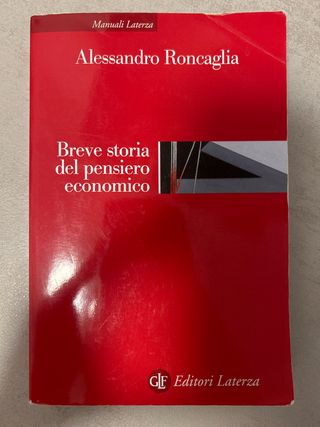 Manuali Laterza
Alessandro Roncaglia
Breve storia
del pensiero
economico
GLF Editori Laterza